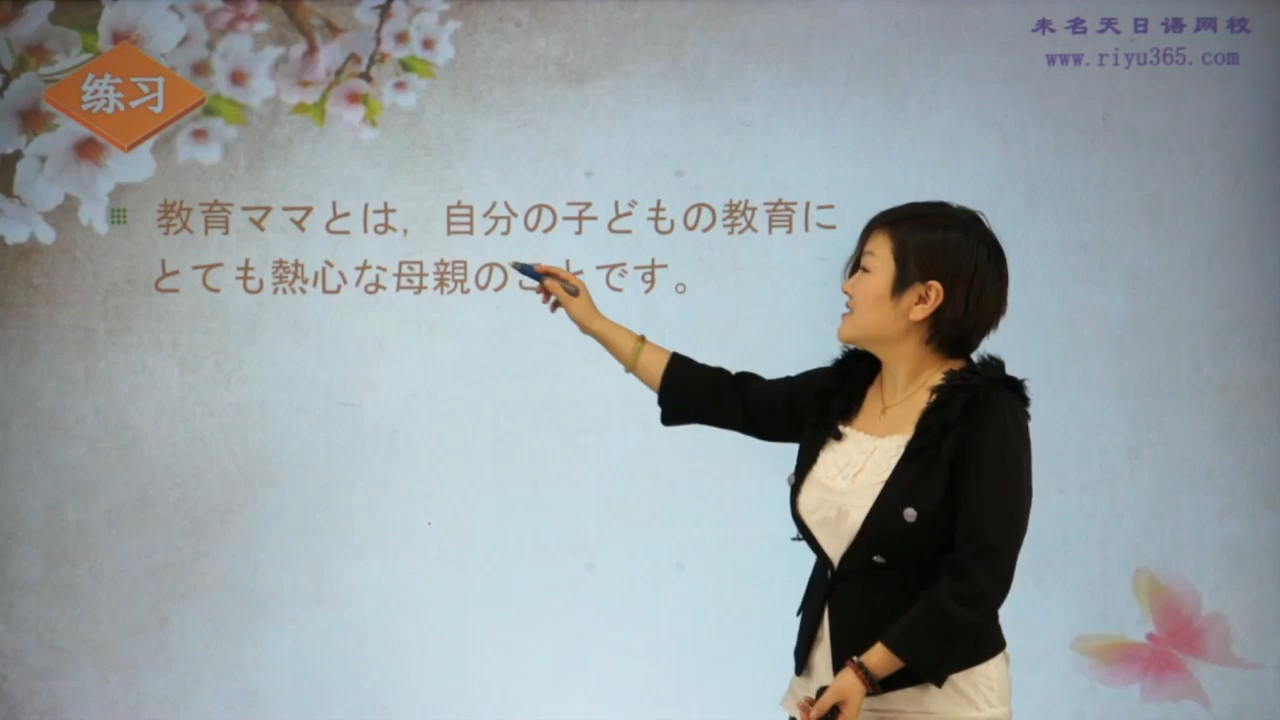 未名天日语网校
www.riyu365.com
练习
教育ママとは，自分の子どもの教育に
とても熱心な母親のことです。